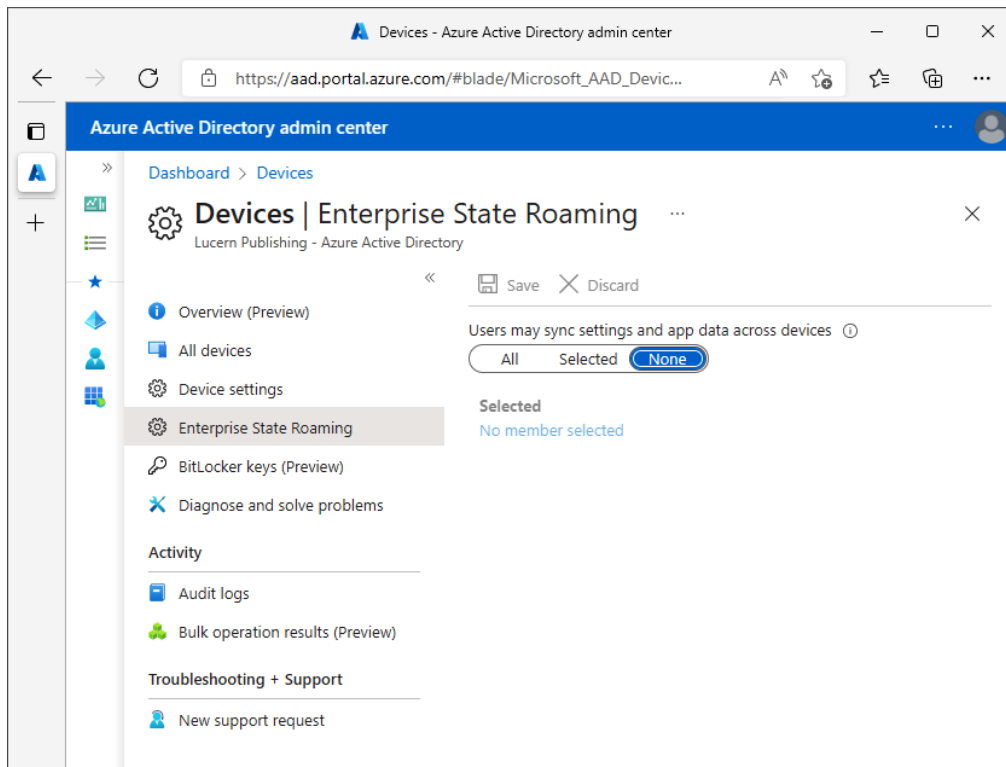 Devices - Azure Active Directory admin center
https://aad.portal.azure.com/#blade/Microsoft_AAD_Devic...
Azure Active Directory admin center
Dashboard > Devices
Devices | Enterprise State Roaming ...
Lucern Publishing - Azure Active Directory
Save Discard
Overview (Preview)
Users may sync settings and app data across devices
All devices
All Selected None
Device settings
Selected
Enterprise State Roaming
No member selected
BitLocker keys (Preview)
Diagnose and solve problems
Activity
Audit logs
Bulk operation results (Preview)
Troubleshooting + Support
New support request